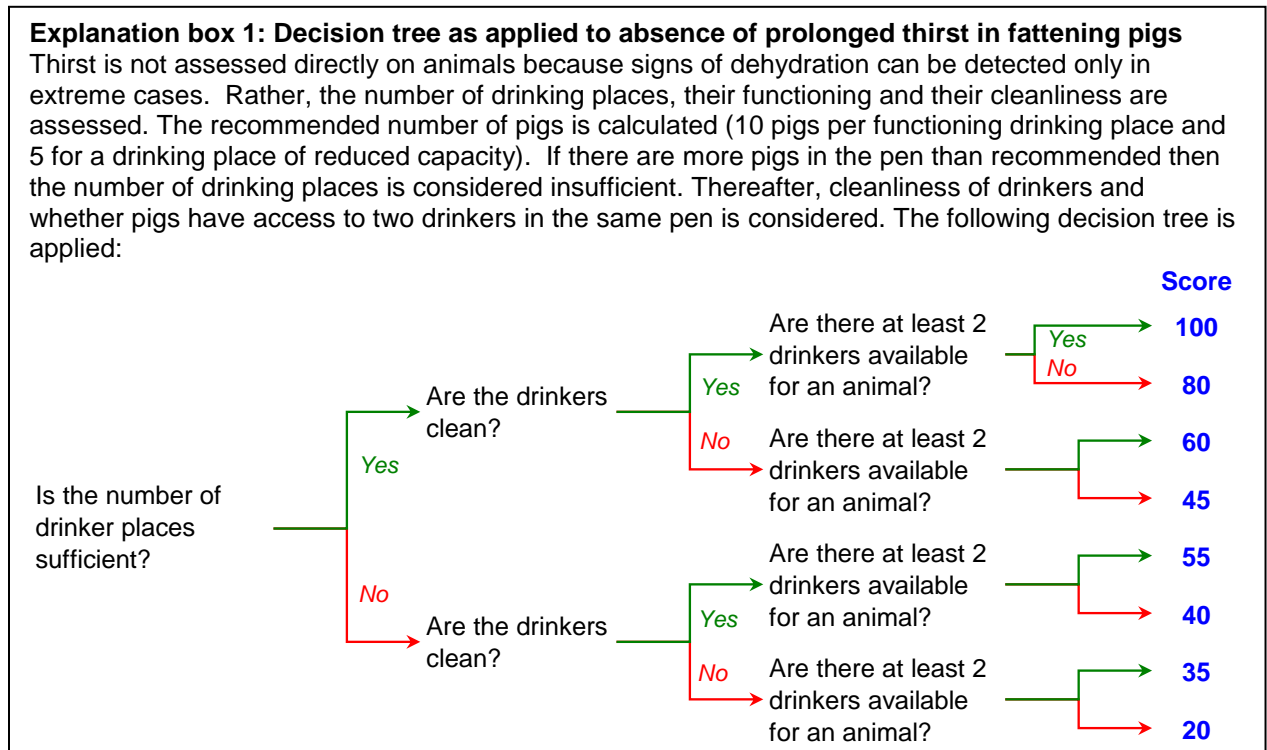 Explanation box 1: Decision tree as applied to absence of prolonged thirst in fattening pigs
Thirst is not assessed directly on animals because signs of dehydration can be detected only in
extreme cases.  Rather, the number of drinking places, their functioning and their cleanliness are
assessed. The recommended number of pigs is calculated (10 pigs per functioning drinking place and
5 for a drinking place of reduced capacity).  If there are more pigs in the pen than recommended then
the number of drinking places is considered insufficient. Thereafter, cleanliness of drinkers and
whether pigs have access to two drinkers in the same pen is considered. The following decision tree is
applied:
Score
Is the number of
drinker places
sufficient?
Yes
Are the drinkers
clean?
Yes
Are there at least 2
drinkers available
for an animal?
Yes
100
No
80
No
Are there at least 2
drinkers available
for an animal?
60
45
No
Are the drinkers
clean?
Yes
Are there at least 2
drinkers available
for an animal?
55
40
No
Are there at least 2
drinkers available
for an animal?
35
20